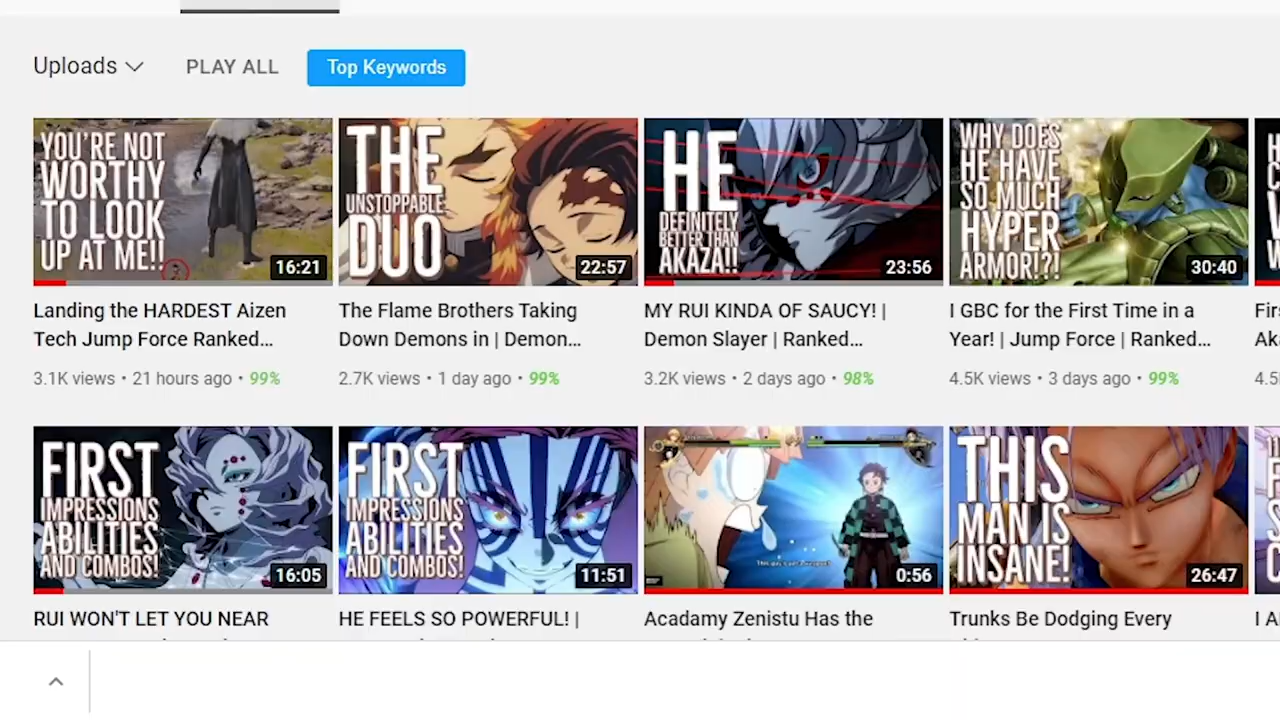 Uploads PLAY ALL Top Keywords
YOU'RE NOT
WORTHY
TO LOOK
UP AT ME!!
16:21
THE
UNSTOPPABLE
DUO
22:57
HE
DEFINITELY
BETTER THAN
AKAZA!!
23:56
WHY DOES
HE HAVE
SO MUCH
HYPER
ARMOR!?!
30:40
Landing the HARDEST Aizen
Tech Jump Force Ranked...
3.1K views • 21 hours ago • 99%
The Flame Brothers Taking
Down Demons in | Demon...
2.7K views • 1 day ago • 99%
MY RUI KINDA OF SAUCY! |
Demon Slayer | Ranked...
3.2K views • 2 days ago • 98%
I GBC for the First Time in a
Year! | Jump Force | Ranked...
4.5K views • 3 days ago • 99%
Fir
Aka
4.5
FIRST
IMPRESSIONS
ABILITIES
AND COMBOS!
16:05
FIRST
IMPRESSIONS
ABILITIES
AND COMBOS!
11:51
0:56
THIS
MAN IS
INSANE!
26:47
RUI WON'T LET YOU NEAR
HE FEELS SO POWERFUL! |
Acadamy Zenistu Has the
Trunks Be Dodging Every
I A